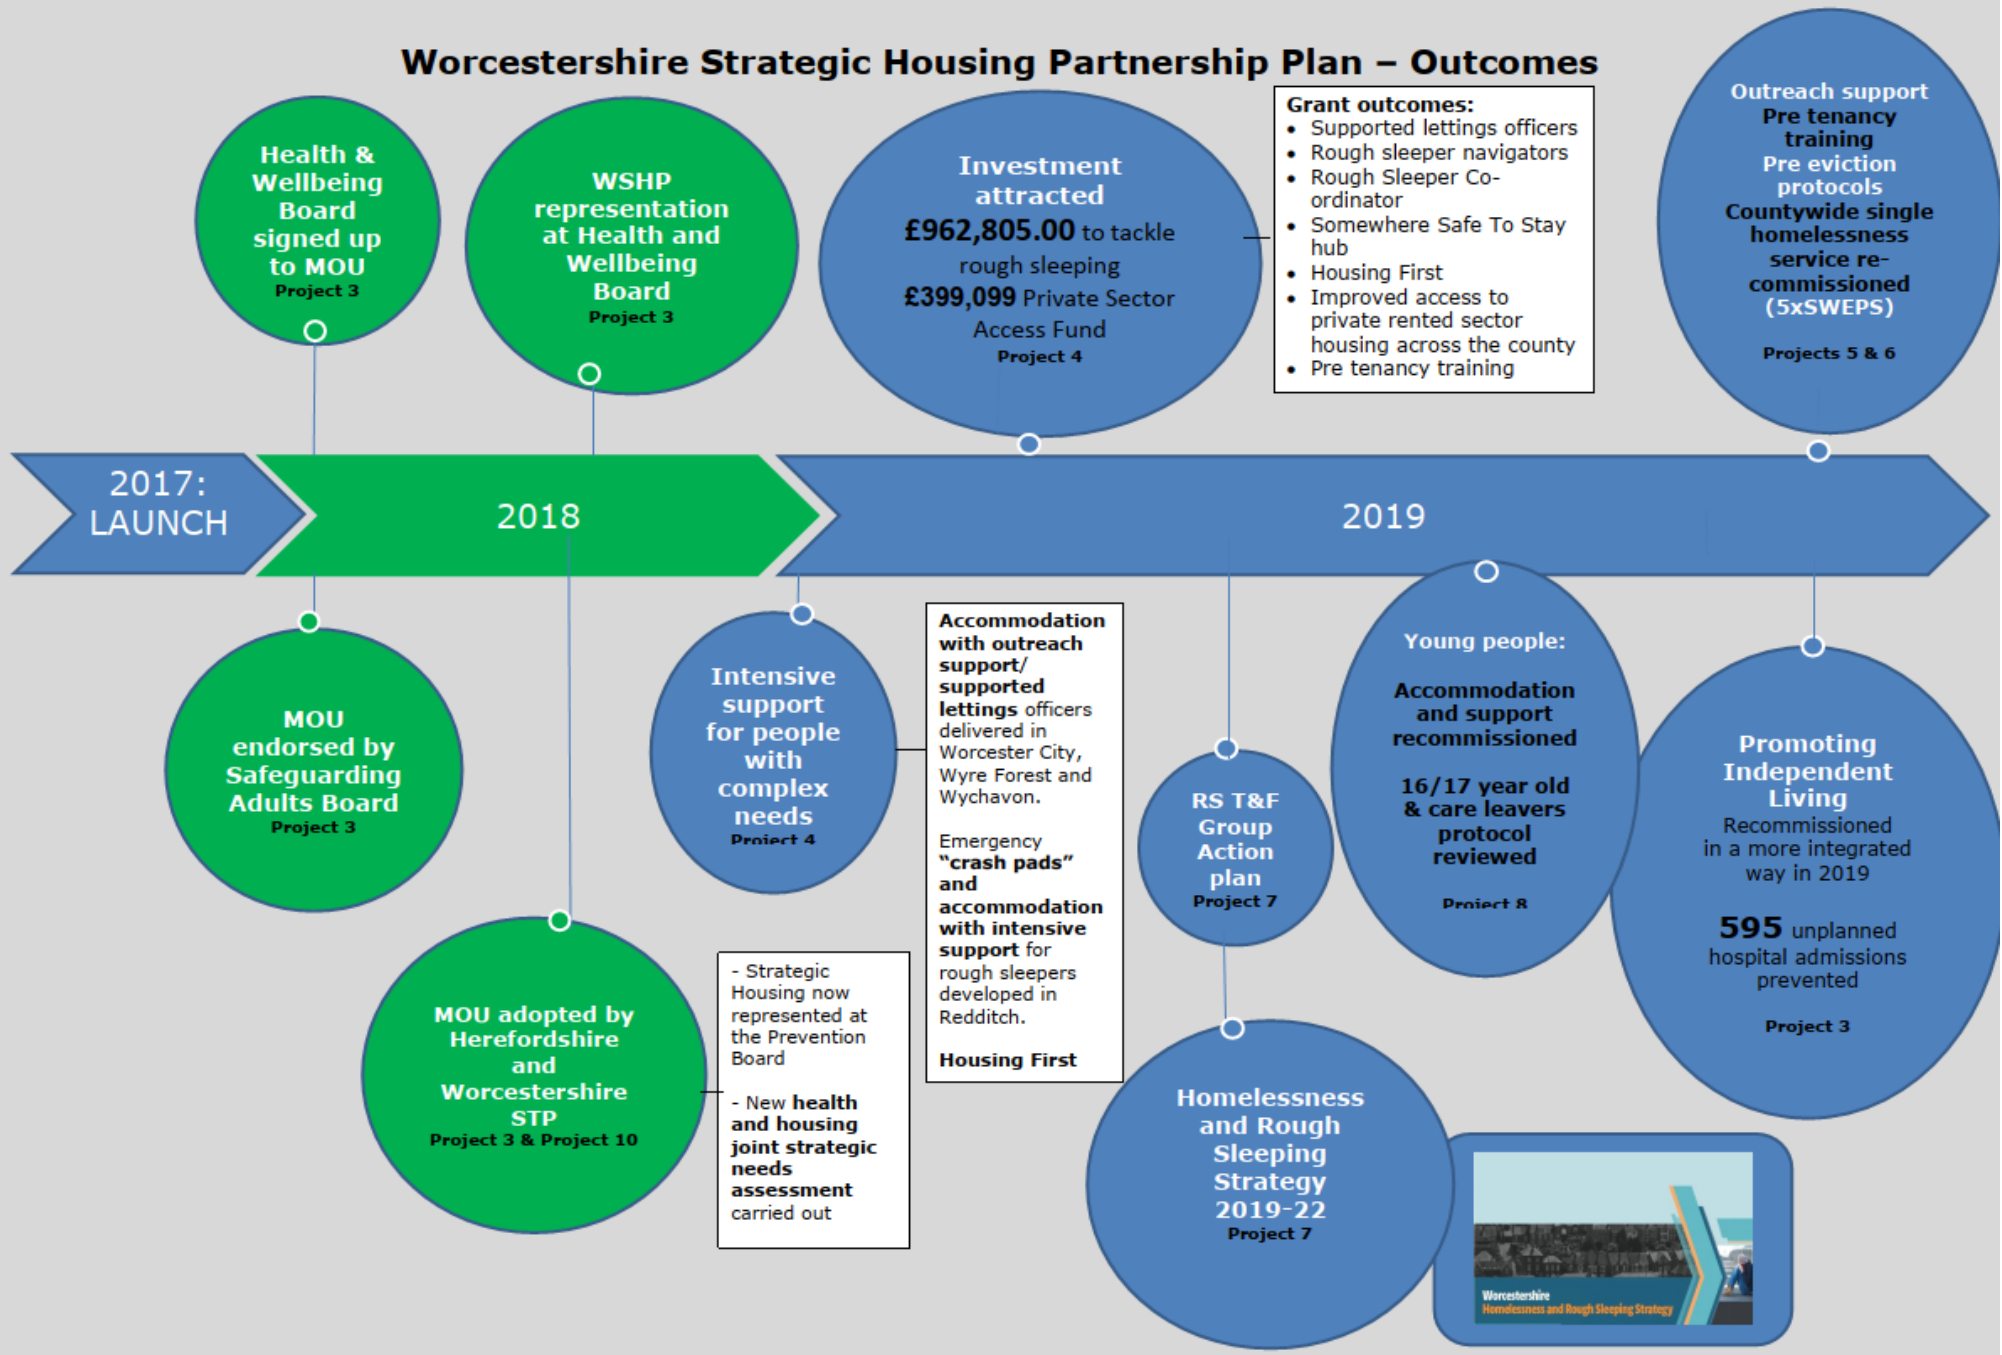 Worcestershire Strategic Housing Partnership Plan – Outcomes
Health &
Wellbeing
Board
signed up
to MOU
Project 3
WSHP
representation
at Health and
Wellbeing
Board
Project 3
Investment
attracted
£962,805.00 to tackle
rough sleeping
£399,099 Private Sector
Access Fund
Project 4
Grant outcomes:
• Supported lettings officers
• Rough sleeper navigators
• Rough Sleeper Co-
ordinator
• Somewhere Safe To Stay
hub
• Housing First
• Improved access to
private rented sector
housing across the county
• Pre tenancy training
Outreach support
Pre tenancy
training
Pre eviction
protocols
Countywide single
homelessness
service re-
commissioned
(5xSWEPS)
Projects 5 & 6
2017:
LAUNCH
2018
2019
MOU
endorsed by
Safeguarding
Adults Board
Project 3
MOU adopted by
Herefordshire
and
Worcestershire
STP
Project 3 & Project 10
- Strategic
Housing now
represented at
the Prevention
Board
- New health
and housing
joint strategic
needs
assessment
carried out
Intensive
support
for people
with
complex
needs
Project 4
Accommodation
with outreach
support/
supported
lettings officers
delivered in
Worcester City,
Wyre Forest and
Wychavon.
Emergency
“crash pads”
and
accommodation
with intensive
support for
rough sleepers
developed in
Redditch.
Housing First
RS T&F
Group
Action
plan
Project 7
Homelessness
and Rough
Sleeping
Strategy
2019-22
Project 7
Young people:
Accommodation
and support
recommissioned
16/17 year old
& care leavers
protocol
reviewed
Project 8
Promoting
Independent
Living
Recommissioned
in a more integrated
way in 2019
595 unplanned
hospital admissions
prevented
Project 3
Worcestershire
Homelessness and Rough Sleeping Strategy